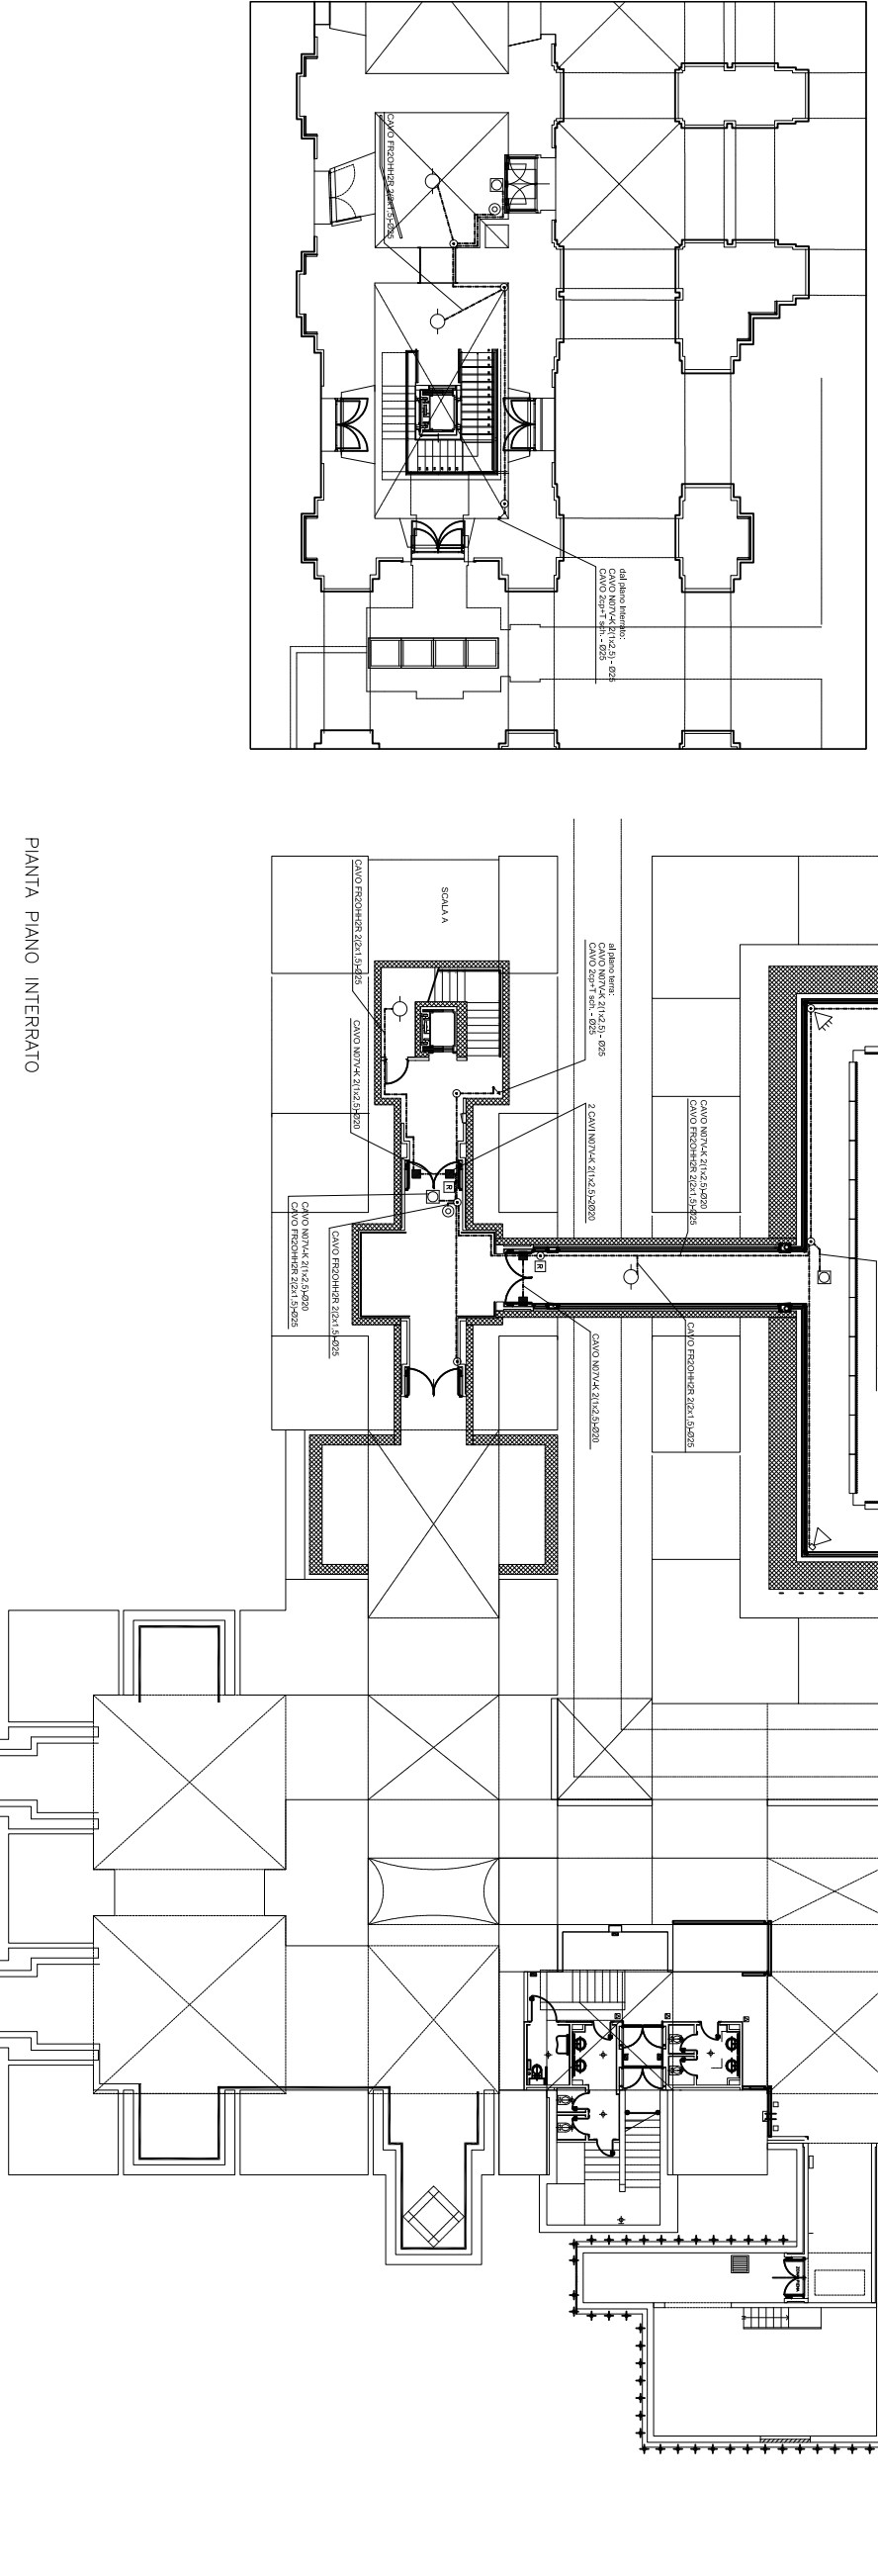 CAVO FR2OHH2R 2(2x1,5)-Ø25
dal piano Interrato:
CAVO N07V-K 2(1x2,5) - Ø25
CAVO 2cp+T sch. - Ø25
PIANTA PIANO INTERRATO
SCALA A
CAVO FR2OHH2R 2(2x1,5)-Ø25
CAVO N07V-K 2(1x2,5)-Ø20
al piano terra:
CAVO N07V-K 2(1x2,5) - Ø25
CAVO 2cp+T sch. - Ø25
2 CAVI N07V-K 2(1x2,5)-2Ø20
CAVO N07V-K 2(1x2,5)-Ø20
CAVO FR2OHH2R 2(2x1,5)-Ø25
R
R
CAVO N07V-K 2(1x2,5)-Ø20
CAVO FR2OHH2R 2(2x1,5)-Ø25
CAVO FR2OHH2R 2(2x1,5)-Ø25
CAVO N07V-K 2(1x2,5)-Ø20
CAVO FR2OHH2R 2(2x1,5)-Ø25